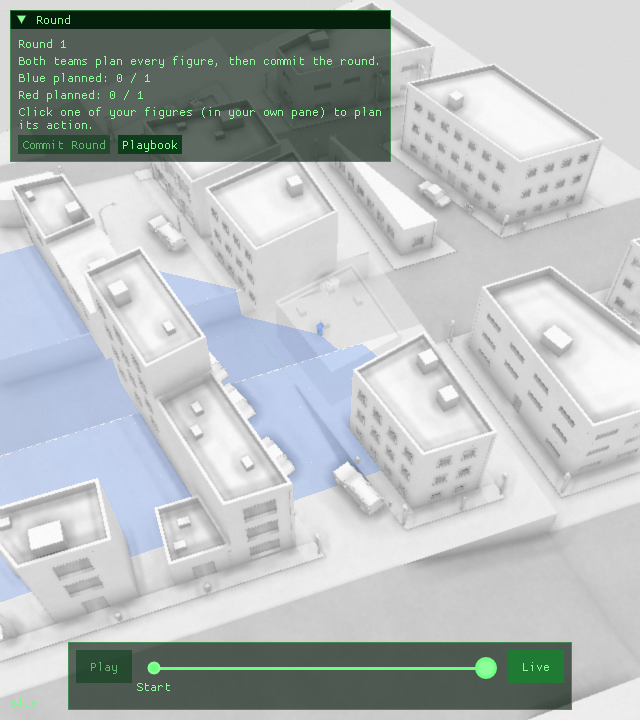 Round
Round 1
Both teams plan every figure, then commit the round.
Blue planned: 0 / 1
Red planned: 0 / 1
Click one of your figures (in your own pane) to plan
its action.
Commit Round
Playbook
Play
Start
Live